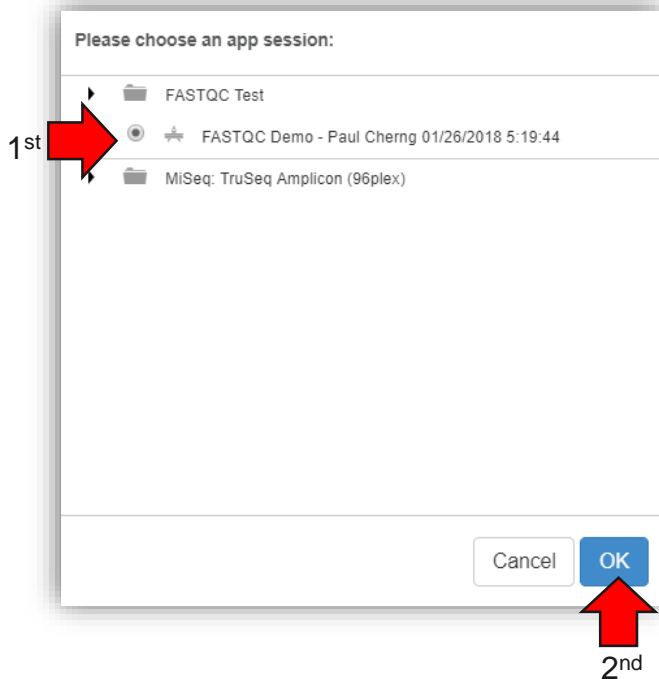 Please choose an app session:
FASTQC Test
1st
FASTQC Demo - Paul Cherng 01/26/2018 5:19:44
MiSeq: TruSeq Amplicon (96plex)
Cancel OK
2nd